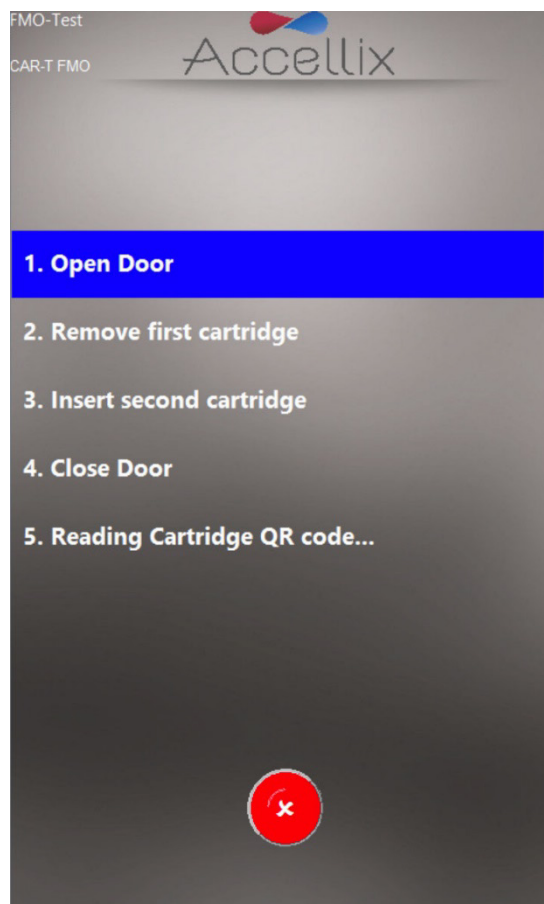 FMO-Test
Accellix
CAR-T FMO
1. Open Door
2. Remove first cartridge
3. Insert second cartridge
4. Close Door
5. Reading Cartridge QR code...